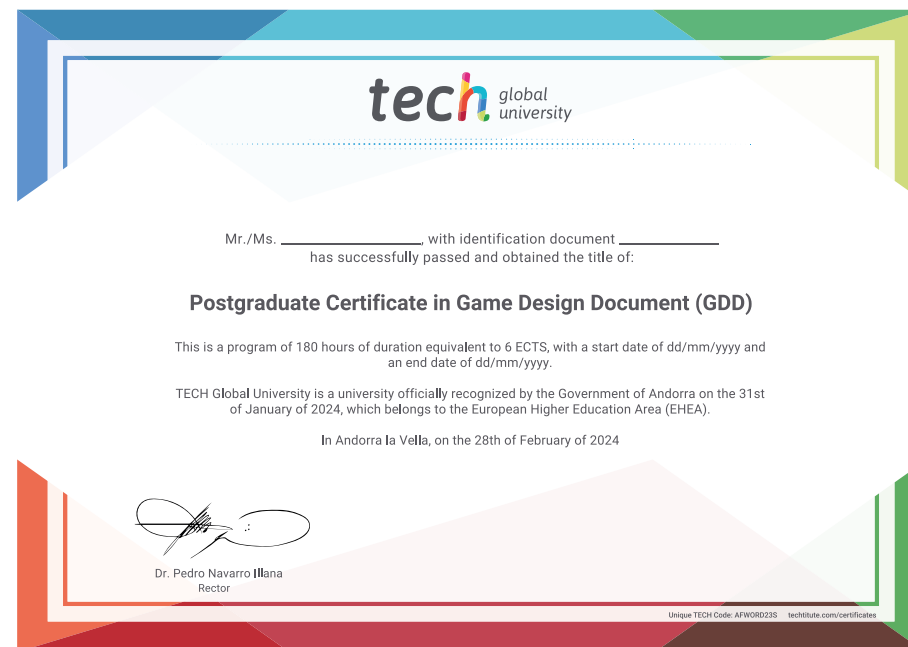 tech global
university
Mr./Ms. ____________________, with identification document ______________
has successfully passed and obtained the title of:
Postgraduate Certificate in Game Design Document (GDD)
This is a program of 180 hours of duration equivalent to 6 ECTS, with a start date of dd/mm/yyyy and
an end date of dd/mm/yyyy.
TECH Global University is a university officially recognized by the Government of Andorra on the 31st
of January of 2024, which belongs to the European Higher Education Area (EHEA).
In Andorra la Vella, on the 28th of February of 2024
Dr. Pedro Navarro Illana
Rector
Unique TECH Code: AFWORD23S techtitute.com/certificates